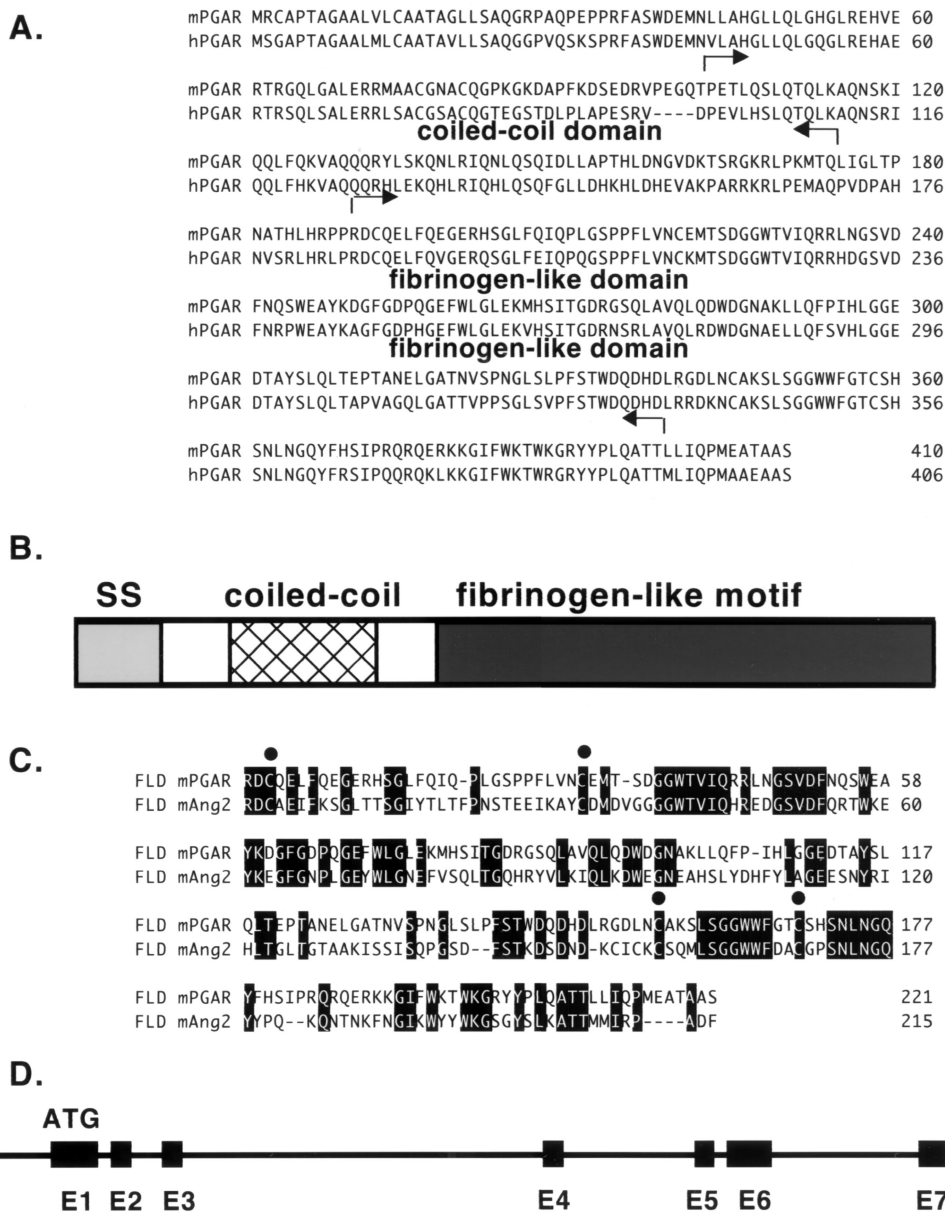 A.
mPGAR MRCAPTAGAALVLCAATAGLLSAQGRPAQPEPPRFASWDEMNLLAHGLLQLGHGLREHVE 60
hPGAR MSGAPTAGAALMLCAATAVLLSAQGGPVQSKSPRFASWDEMNVLAHGLLQLGQGLREHAE 60
mPGAR RTRGQLGALERRMAACGNACQGPKGKDAPFKDSEDRVPEGQTPETLQSLQTQLKAQNSKI 120
hPGAR RTRSQLSALERRLSACGSACQGTEGSTDLPLAPESRV----DPEVLHSLQTQLKAQNSRI 116
coiled-coil domain
mPGAR QQLFQKVAQQQRYLSKQNLRIQNLQSQIDLLAPTHLDNGVDKTSRGKRLPKMTQLIGLTP 180
hPGAR QQLFHKVAQQQRHLEKQHLRIQHLQSQFGLLDHKHLDHEVAKPARRKRLPEMAQPVDPAH 176
mPGAR NATHLHRPPRDCQELFQEGERHSGLFQIQPLGSPPFLVNCEMTSDGGWTVIQRRLNGSVD 240
hPGAR NVSRLHRLPRDCQELFQVGERQSGLFEIQPQGSPPFLVNCKMTSDGGWTVIQRRHDGSVD 236
fibrinogen-like domain
mPGAR FNQSWEAYKDGFGDPQGEFWLGLEKMHSITGDRGSQLAVQLQDWDGNAKLLQFPIHLGGE 300
hPGAR FNRPWEAYKAGFGDPHGEFWLGLEKVHSITGDRNSRLAVQLRDWDGNAELLQFSVHLGGE 296
fibrinogen-like domain
mPGAR DTAYSLQLTEPTANELGATNVSPNGLSLPFSTWDQDHDLRGDLNCAKSLSGGWWFGTCSH 360
hPGAR DTAYSLQLTAPVAGQLGATTVPPSGLSVPFSTWDQDHDLRRDKNCAKSLSGGWWFGTCSH 356
mPGAR SNLNGQYFHSIPRQRQERKKGIFWKTWKGRYYPLQATTLLIQPMEATAAS 410
hPGAR SNLNGQYFRSIPQQRQKLKKGIFWKTWRGRYYPLQATTMLIQPMAAEAAS 406
B.
SS coiled-coil fibrinogen-like motif
C.
FLD mPGAR RDCQELFQEGERHSGLFQIQ-PLGSPPFLVNCEMT-SDGGWTVIQRRLNGSVDFNQSWEA 58
FLD mAng2 RDCAEIFKSGLTTSGIYTLTFPNSTEEIKAYCDMDVGGGGWTVIQHREDGSVDFQRTWKE 60
FLD mPGAR YKDGFGDPQGEFWLGLEKMHSITGDRGSQLAVQLQDWDGNAKLLQFP-IHLGGEDTAYSL 117
FLD mAng2 YKEGFGNPLGEYWLGNEFVSQLTGQHRYVLKIQLKDWEGNEAHSLYDHFYLAGEESNYRI 120
FLD mPGAR QLTEPTANELGATNVSPNGLSLPFSTWDQDHDLRGDLNCAKSLSGGWWFGTCSHSNLNGQ 177
FLD mAng2 HLTGLTGTAAKISSISQPGSD--FSTKDSDND-KCICKCSQMLSGGWWFDACGPSNLNGQ 177
FLD mPGAR YFHSIPRQRQERKKGIFWKTWKGRYYPLQATTLLIQPMEATAAS 221
FLD mAng2 YYPQ--KQNTNKFNGIKWYYWKGSGYSLKATTMMIRP----ADF 215
D.
ATG
E1 E2 E3 E4 E5 E6 E7